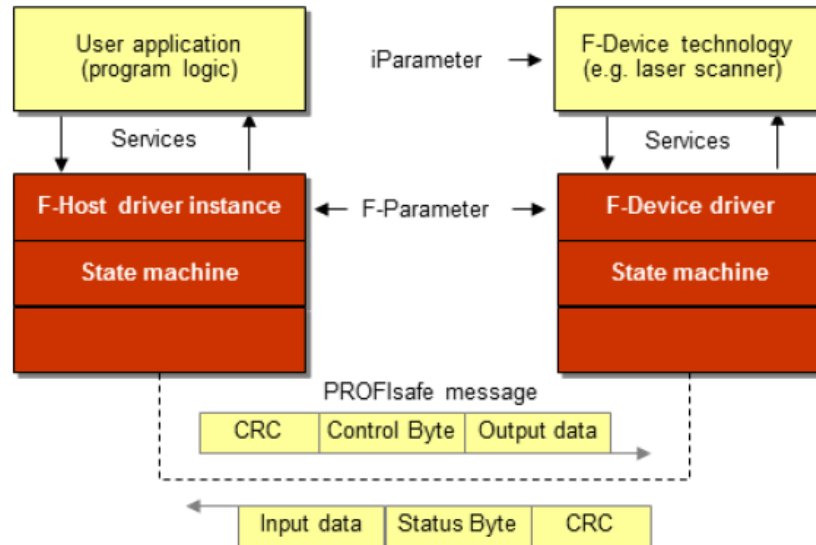 User application
(program logic)
iParameter
F-Device technology
(e.g. laser scanner)
Services
Services
F-Host driver instance
F-Parameter
F-Device driver
State machine
State machine
PROFIsafe message
CRC Control Byte Output data
Input data Status Byte CRC